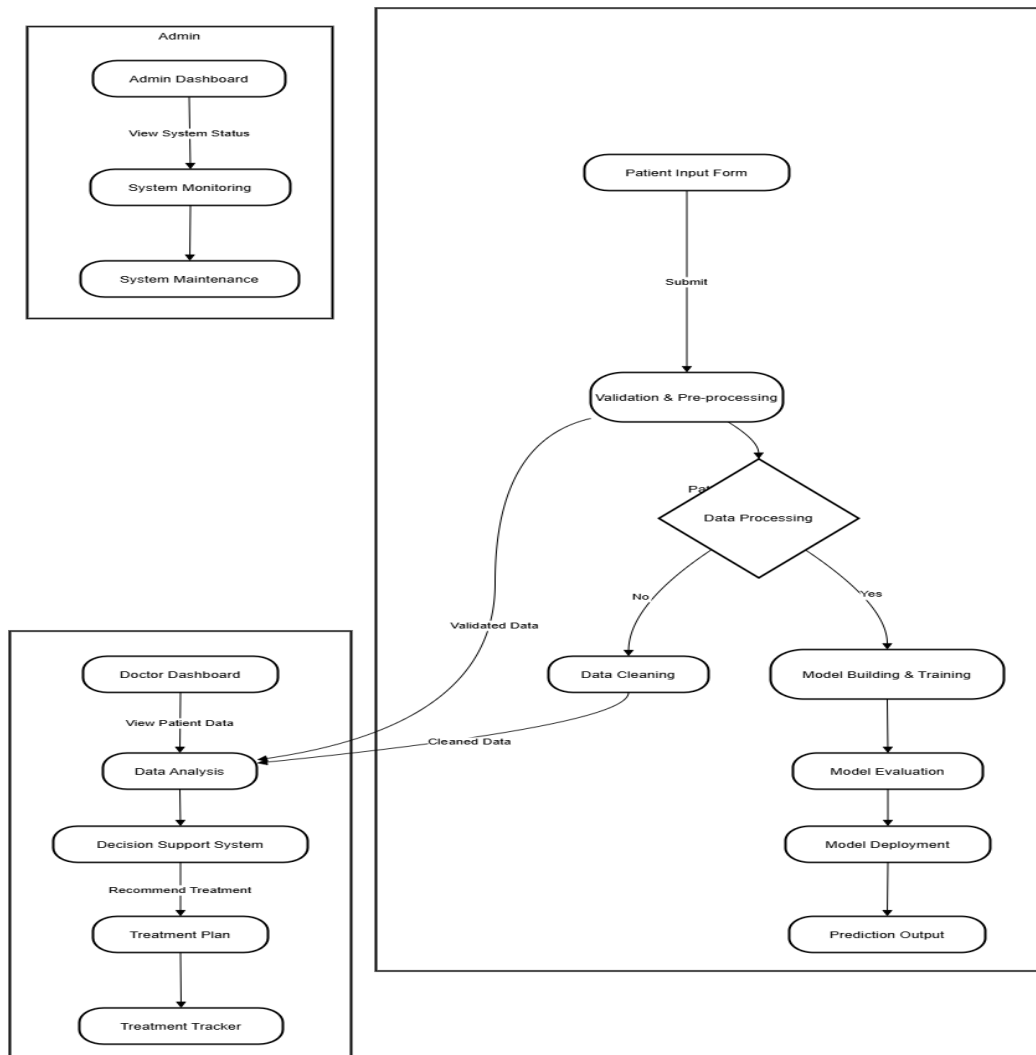 Admin
Admin Dashboard
View System Status
System Monitoring
System Maintenance
Patient Input Form
Submit
Validation & Pre-processing
Data Processing
No
Yes
Validated Data
Data Cleaning
Model Building & Training
Cleaned Data
Model Evaluation
Model Deployment
Prediction Output
Doctor Dashboard
View Patient Data
Data Analysis
Decision Support System
Recommend Treatment
Treatment Plan
Treatment Tracker